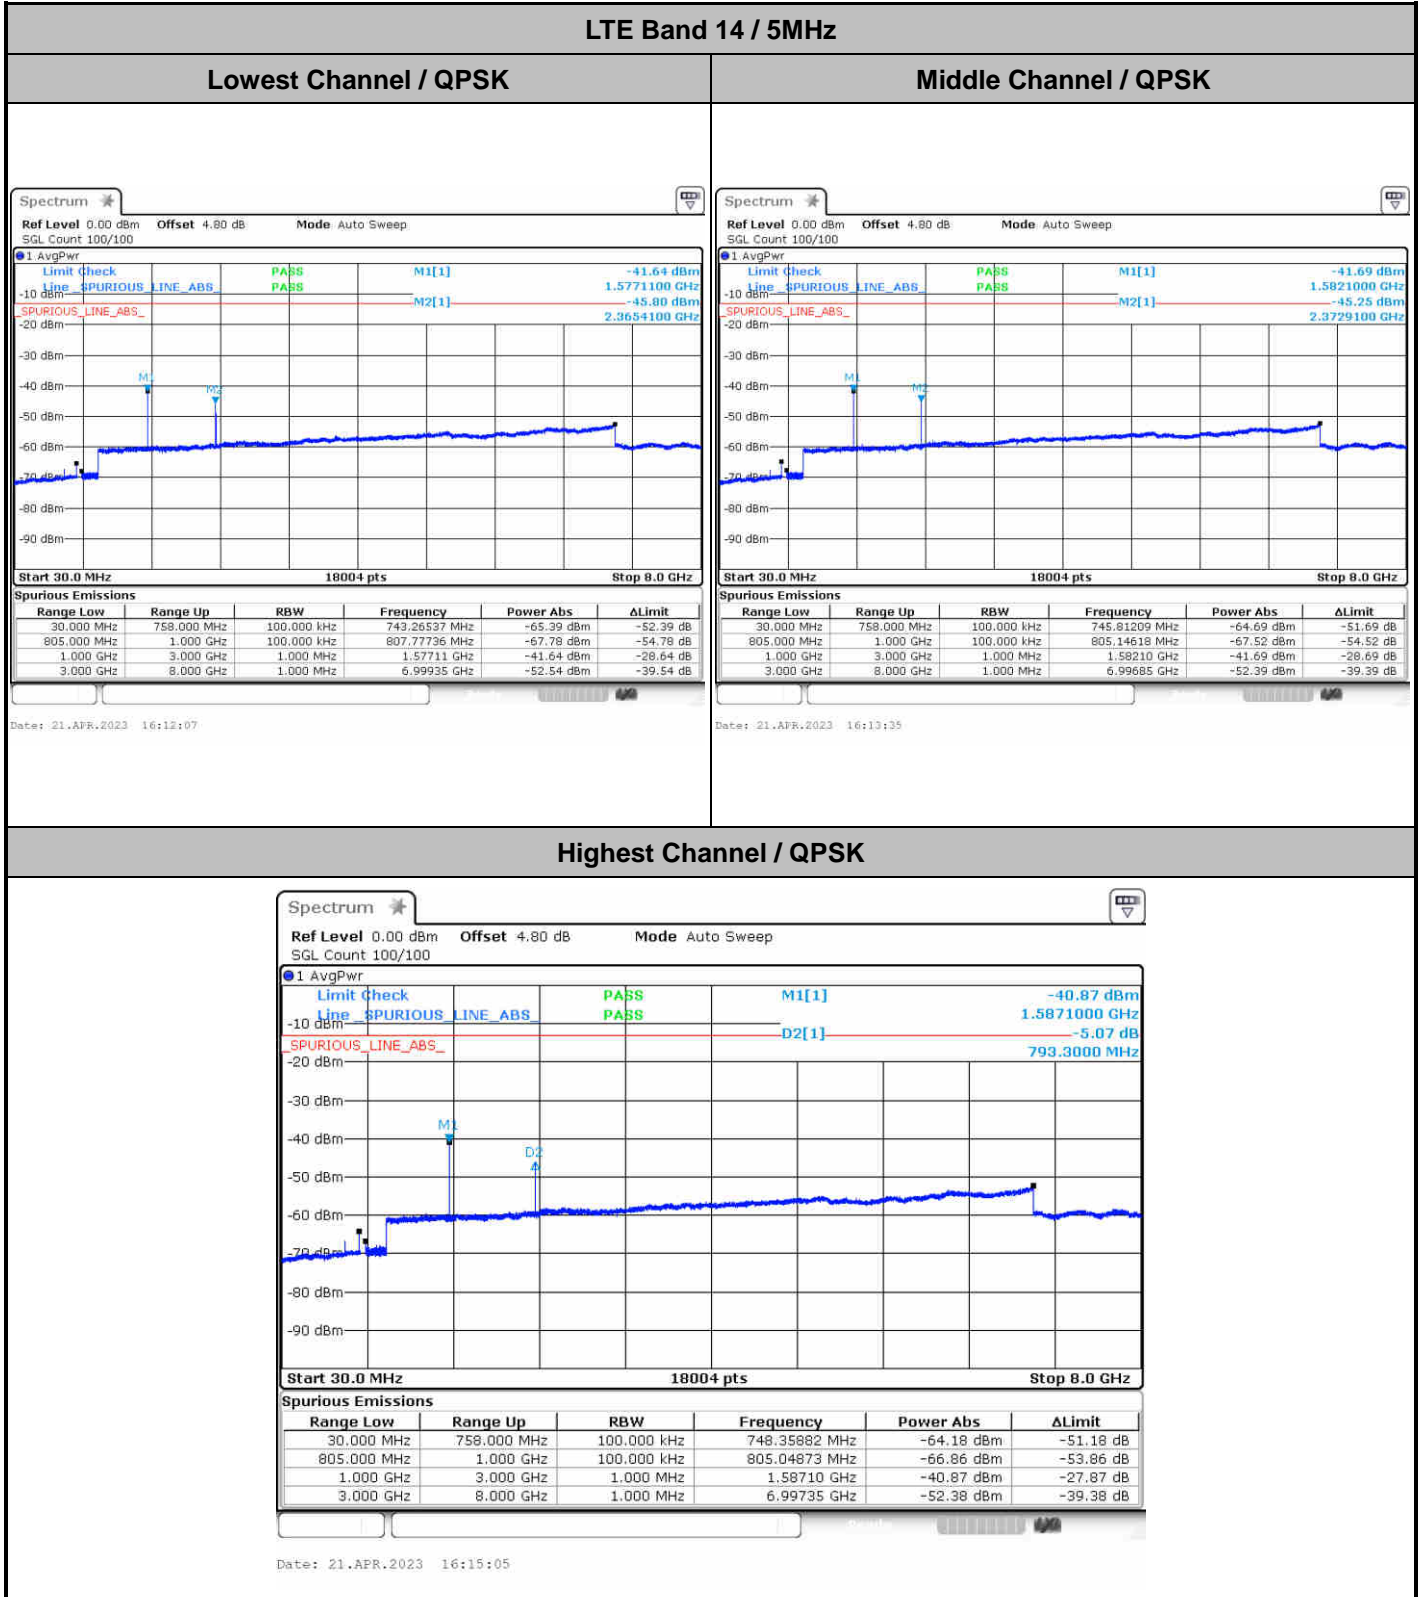 LTE Band 14 / 5MHz
Lowest Channel / QPSK
Middle Channel / QPSK
Spectrum
Ref Level 0.00 dBm Offset 4.80 dB Mode Auto Sweep
SGL Count 100/100
1 AvgPwr
Limit Check PASS M1[1] -41.64 dBm
Line _SPURIOUS_LINE_ABS_ PASS 1.5771100 GHz
-10 dBm M2[1] -45.80 dBm
_SPURIOUS_LINE_ABS_ 2.3654100 GHz
-20 dBm
-30 dBm
M1
-40 dBm
M2
-50 dBm
-60 dBm
-70 dBm
-80 dBm
-90 dBm
Start 30.0 MHz 18004 pts Stop 8.0 GHz
Spurious Emissions
Range Low Range Up RBW Frequency Power Abs ΔLimit
30.000 MHz 758.000 MHz 100.000 kHz 743.26537 MHz -65.39 dBm -52.39 dB
805.000 MHz 1.000 GHz 100.000 kHz 807.77736 MHz -67.78 dBm -54.78 dB
1.000 GHz 3.000 GHz 1.000 MHz 1.57711 GHz -41.64 dBm -28.64 dB
3.000 GHz 8.000 GHz 1.000 MHz 6.99935 GHz -52.54 dBm -39.54 dB
Date: 21.APR.2023 16:12:07
Spectrum
Ref Level 0.00 dBm Offset 4.80 dB Mode Auto Sweep
SGL Count 100/100
1 AvgPwr
Limit Check PASS M1[1] -41.69 dBm
Line _SPURIOUS_LINE_ABS_ PASS 1.5821000 GHz
-10 dBm M2[1] -45.25 dBm
_SPURIOUS_LINE_ABS_ 2.3729100 GHz
-20 dBm
-30 dBm
M1
-40 dBm
M2
-50 dBm
-60 dBm
-70 dBm
-80 dBm
-90 dBm
Start 30.0 MHz 18004 pts Stop 8.0 GHz
Spurious Emissions
Range Low Range Up RBW Frequency Power Abs ΔLimit
30.000 MHz 758.000 MHz 100.000 kHz 745.81209 MHz -64.69 dBm -51.69 dB
805.000 MHz 1.000 GHz 100.000 kHz 805.14618 MHz -67.52 dBm -54.52 dB
1.000 GHz 3.000 GHz 1.000 MHz 1.58210 GHz -41.69 dBm -28.69 dB
3.000 GHz 8.000 GHz 1.000 MHz 6.99685 GHz -52.39 dBm -39.39 dB
Date: 21.APR.2023 16:13:35
Highest Channel / QPSK
Spectrum
Ref Level 0.00 dBm Offset 4.80 dB Mode Auto Sweep
SGL Count 100/100
1 AvgPwr
Limit Check PASS M1[1] -40.87 dBm
Line _SPURIOUS_LINE_ABS_ PASS 1.5871000 GHz
-10 dBm D2[1] -5.07 dB
_SPURIOUS_LINE_ABS_ 793.3000 MHz
-20 dBm
-30 dBm
M1
-40 dBm
D2
-50 dBm
-60 dBm
-70 dBm
-80 dBm
-90 dBm
Start 30.0 MHz 18004 pts Stop 8.0 GHz
Spurious Emissions
Range Low Range Up RBW Frequency Power Abs ΔLimit
30.000 MHz 758.000 MHz 100.000 kHz 748.35882 MHz -64.18 dBm -51.18 dB
805.000 MHz 1.000 GHz 100.000 kHz 805.04873 MHz -66.86 dBm -53.86 dB
1.000 GHz 3.000 GHz 1.000 MHz 1.58710 GHz -40.87 dBm -27.87 dB
3.000 GHz 8.000 GHz 1.000 MHz 6.99735 GHz -52.38 dBm -39.38 dB
Date: 21.APR.2023 16:15:05